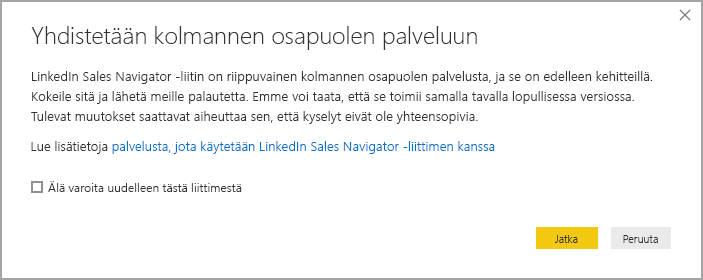 Yhdistetään kolmannen osapuolen palveluun
LinkedIn Sales Navigator -liitin on riippuvainen kolmannen osapuolen palvelusta, ja se on edelleen kehitteillä.
Kokeile sitä ja lähetä meille palautetta. Emme voi taata, että se toimii samalla tavalla lopullisessa versiossa.
Tulevat muutokset saattavat aiheuttaa sen, että kyselyt eivät ole yhteensopivia.
Lue lisätietoja palvelusta, jota käytetään LinkedIn Sales Navigator -liittimen kanssa
Älä varoita uudelleen tästä liittimestä
Jatka Peruuta